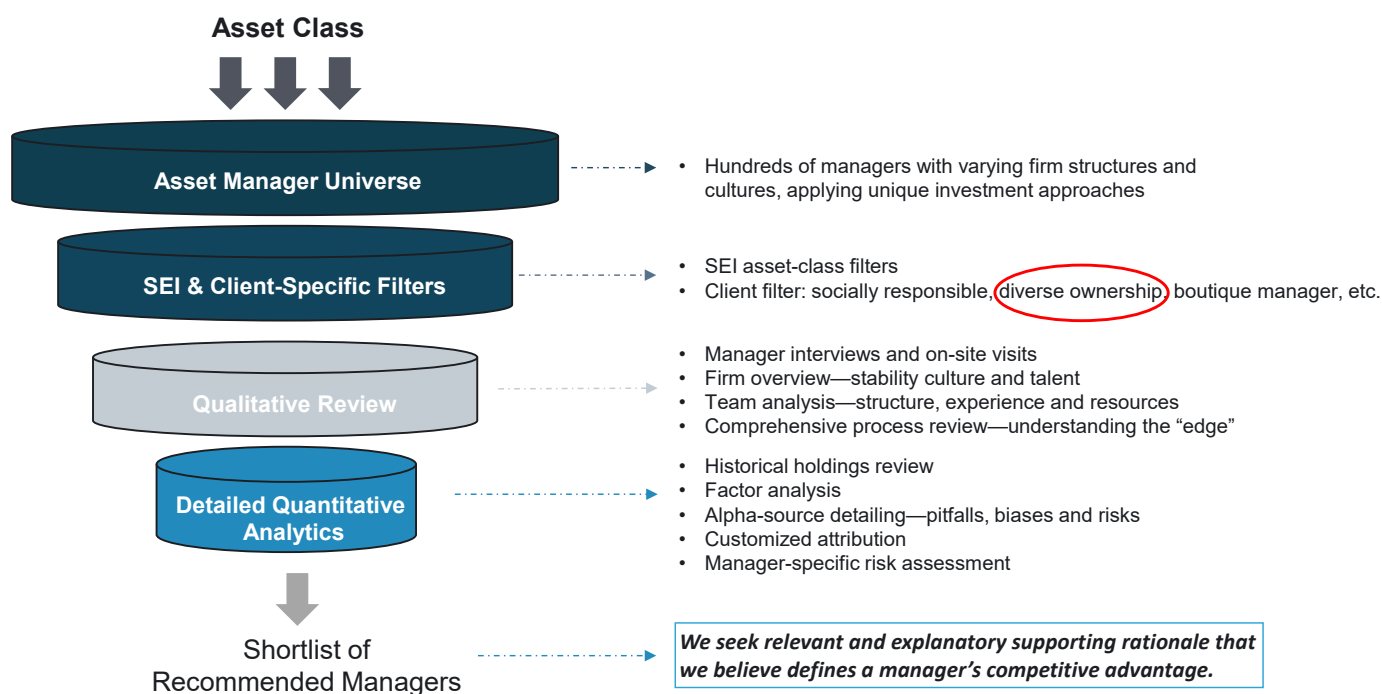 Asset Class
Asset Manager Universe
• Hundreds of managers with varying firm structures and
cultures, applying unique investment approaches
SEI & Client-Specific Filters
• SEI asset-class filters
• Client filter: socially responsible, diverse ownership, boutique manager, etc.
Qualitative Review
• Manager interviews and on-site visits
• Firm overview—stability culture and talent
• Team analysis—structure, experience and resources
• Comprehensive process review—understanding the “edge”
Detailed Quantitative
Analytics
• Historical holdings review
• Factor analysis
• Alpha-source detailing—pitfalls, biases and risks
• Customized attribution
• Manager-specific risk assessment
Shortlist of
Recommended Managers
We seek relevant and explanatory supporting rationale that
we believe defines a manager’s competitive advantage.